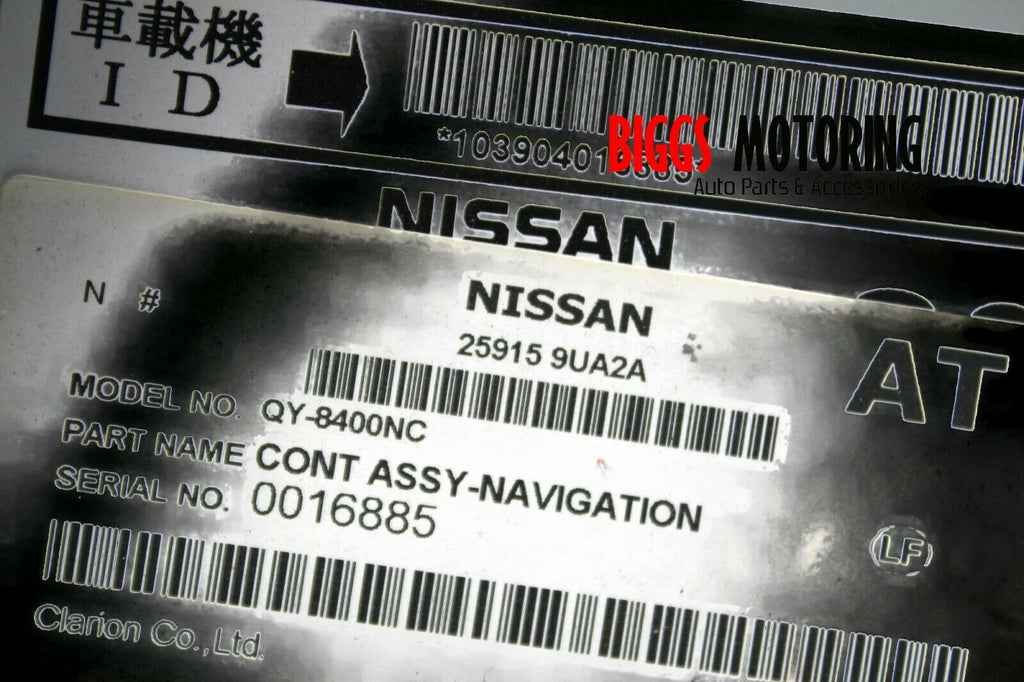 車載機
ID
BIGGS MOTORING
Auto Parts & Accessories
NISSAN
N #
NISSAN
25915 9UA2A
AT
MODEL NO. QY-8400NC
PART NAME CONT ASSY-NAVIGATION
SERIAL NO. 0016885
LF
Clarion Co.,Ltd.